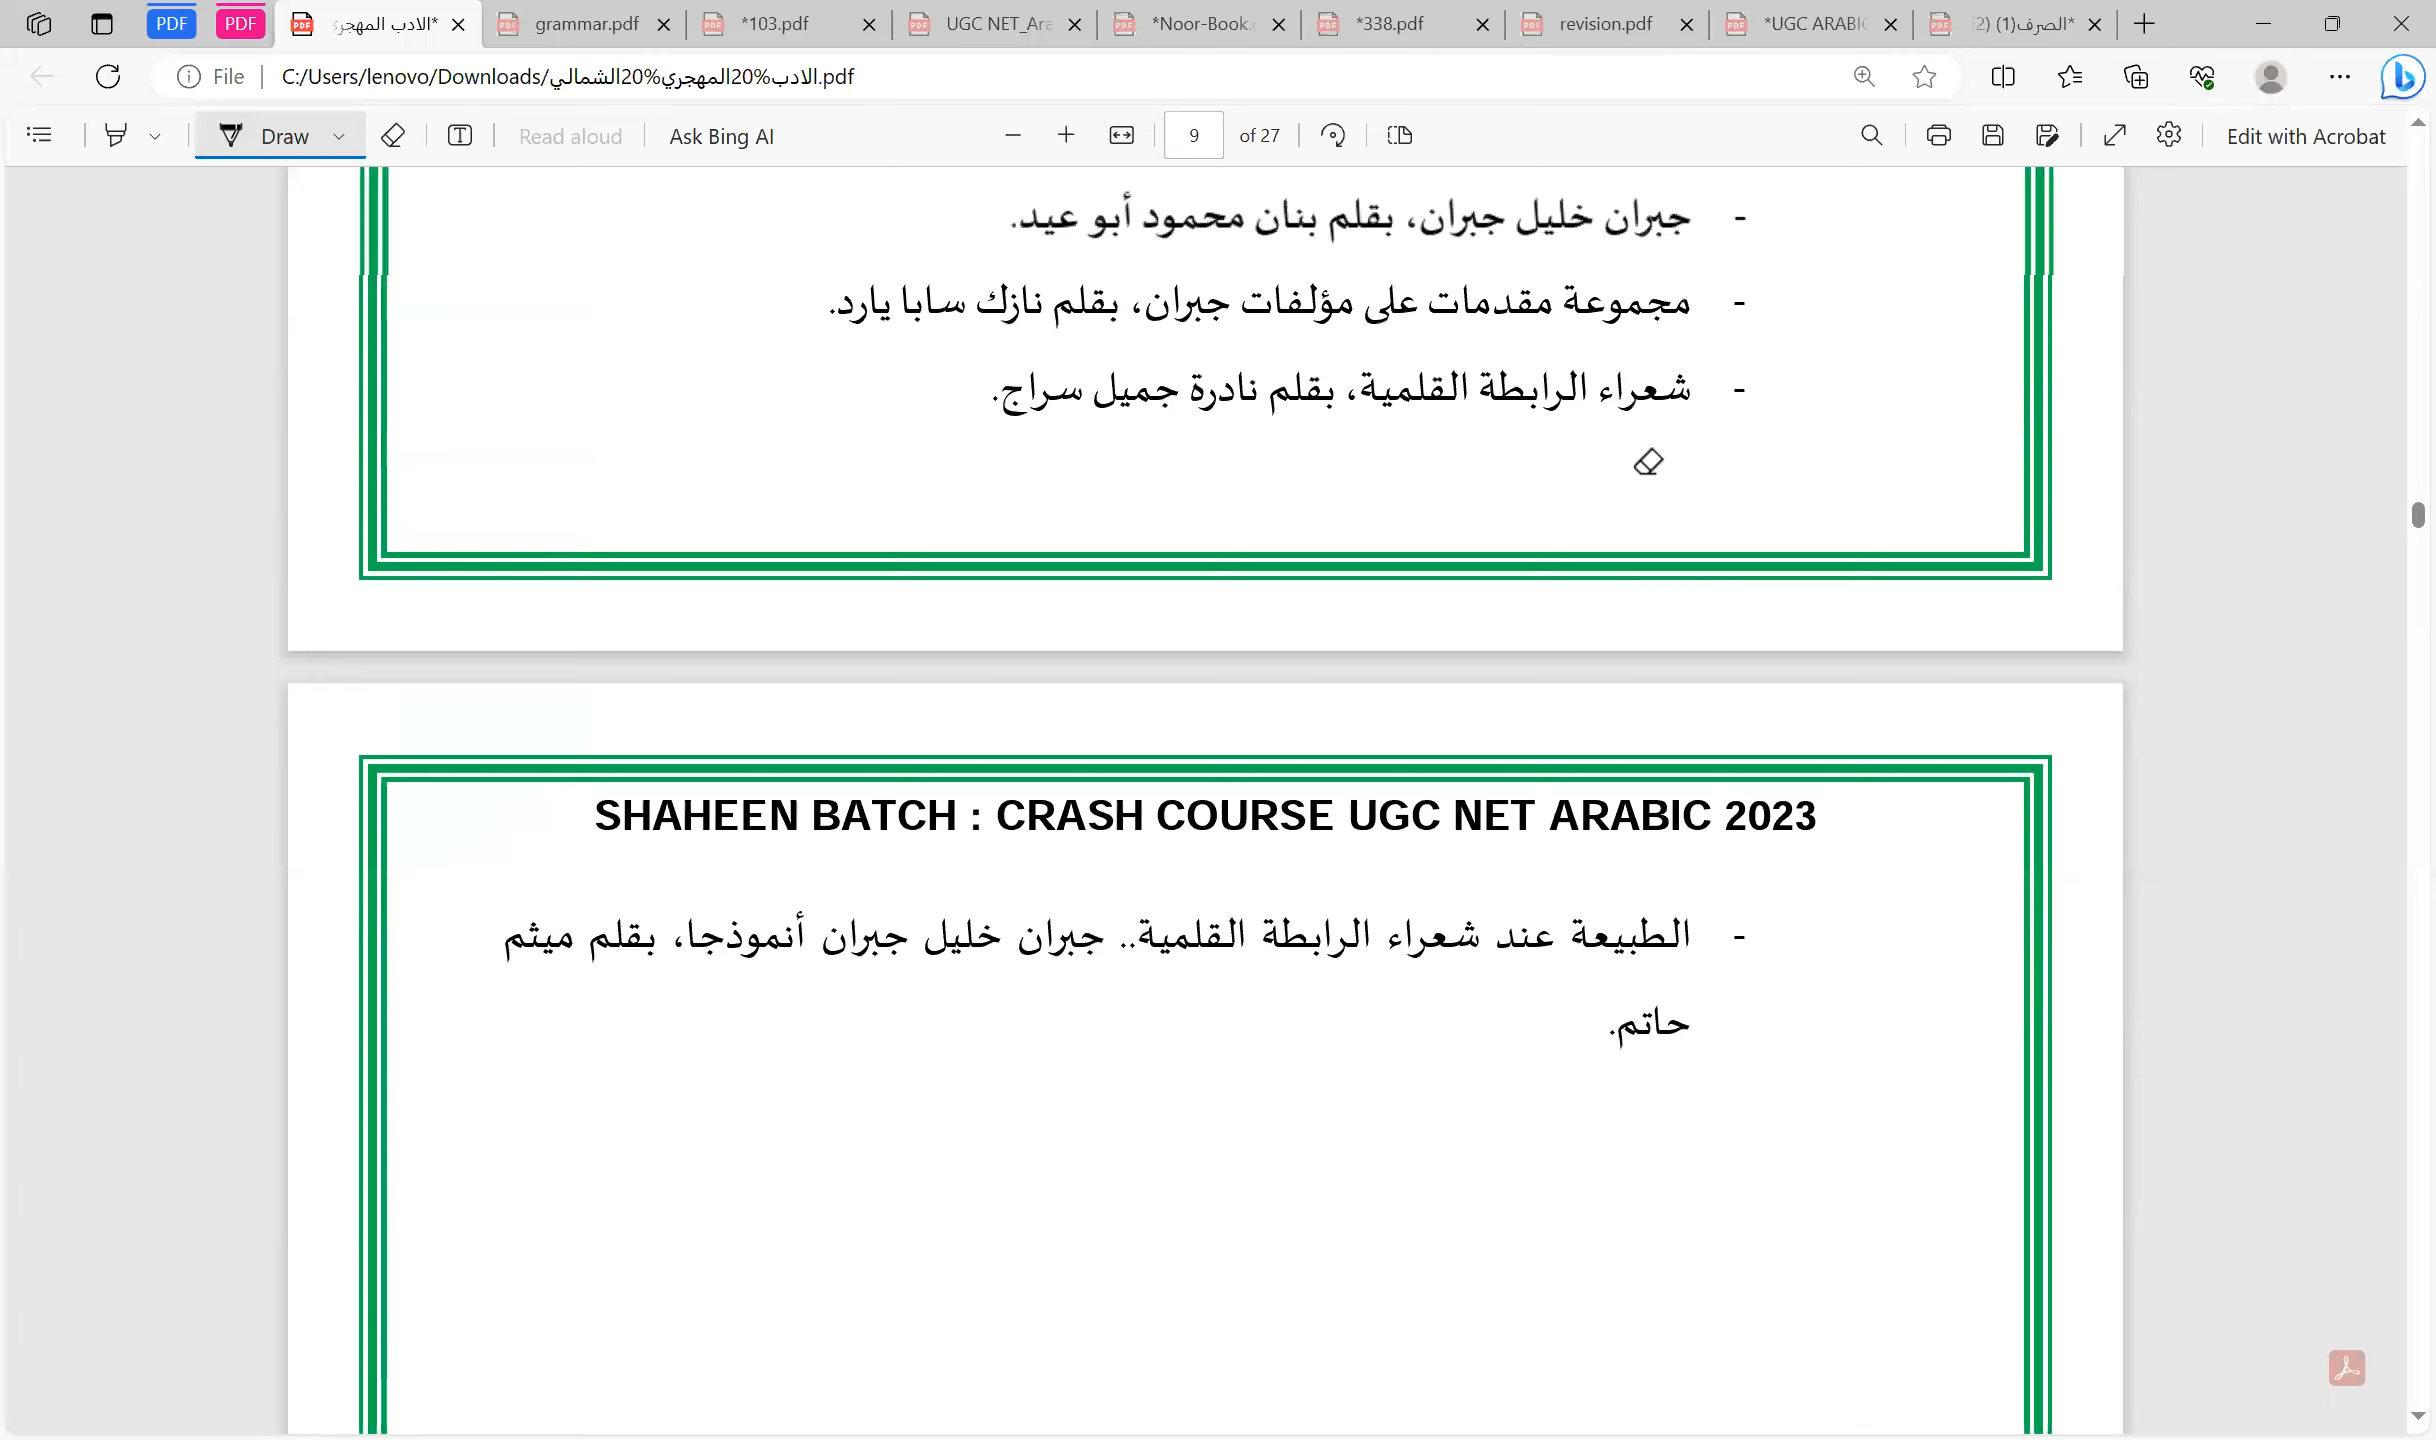 PDF
PDF
*الادب المهجري
grammar.pdf
*103.pdf
UGC NET_Ara
*Noor-Book.
*338.pdf
revision.pdf
*UGC ARABIC
*الصرف(1) (2)
File
C:/Users/lenovo/Downloads/الادب%20المهجري%20الشمالي.pdf
Draw
Read aloud
Ask Bing AI
9
of 27
Edit with Acrobat
- جبران خليل جبران، بقلم بنان محمود أبو عيد.
- مجموعة مقدمات على مؤلفات جبران، بقلم نازك سابا يارد.
- شعراء الرابطة القلمية، بقلم نادرة جميل سراج.
SHAHEEN BATCH : CRASH COURSE UGC NET ARABIC 2023
- الطبيعة عند شعراء الرابطة القلمية.. جبران خليل جبران أنموذجا، بقلم ميثم
حاتم.